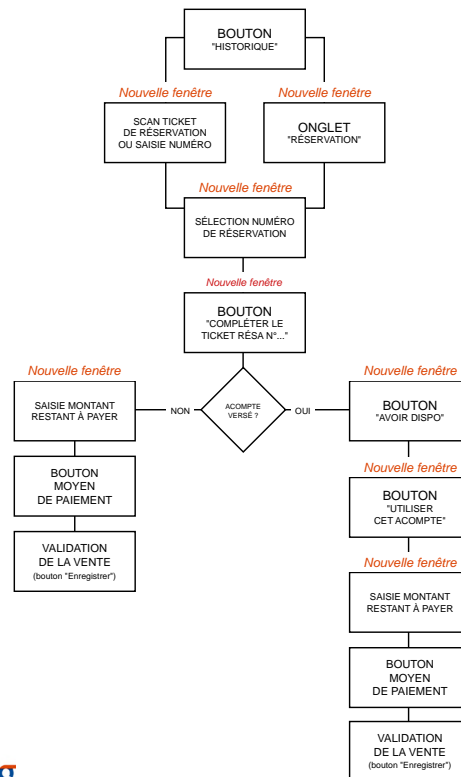 BOUTON
"HISTORIQUE"
Nouvelle fenêtre
Nouvelle fenêtre
SCAN TICKET
DE RÉSERVATION
OU SAISIE NUMÉRO
ONGLET
"RÉSERVATION"
Nouvelle fenêtre
SÉLECTION NUMÉRO
DE RÉSERVATION
Nouvelle fenêtre
BOUTON
"COMPLÉTER LE
TICKET RÉSA N°..."
ACOMPTE
VERSÉ ?
NON
OUI
Nouvelle fenêtre
SAISIE MONTANT
RESTANT À PAYER
BOUTON
MOYEN
DE PAIEMENT
VALIDATION
DE LA VENTE
(bouton "Enregistrer")
Nouvelle fenêtre
BOUTON
"AVOIR DISPO"
Nouvelle fenêtre
BOUTON
"UTILISER
CET ACOMPTE"
Nouvelle fenêtre
SAISIE MONTANT
RESTANT À PAYER
BOUTON
MOYEN
DE PAIEMENT
VALIDATION
DE LA VENTE
(bouton "Enregistrer")